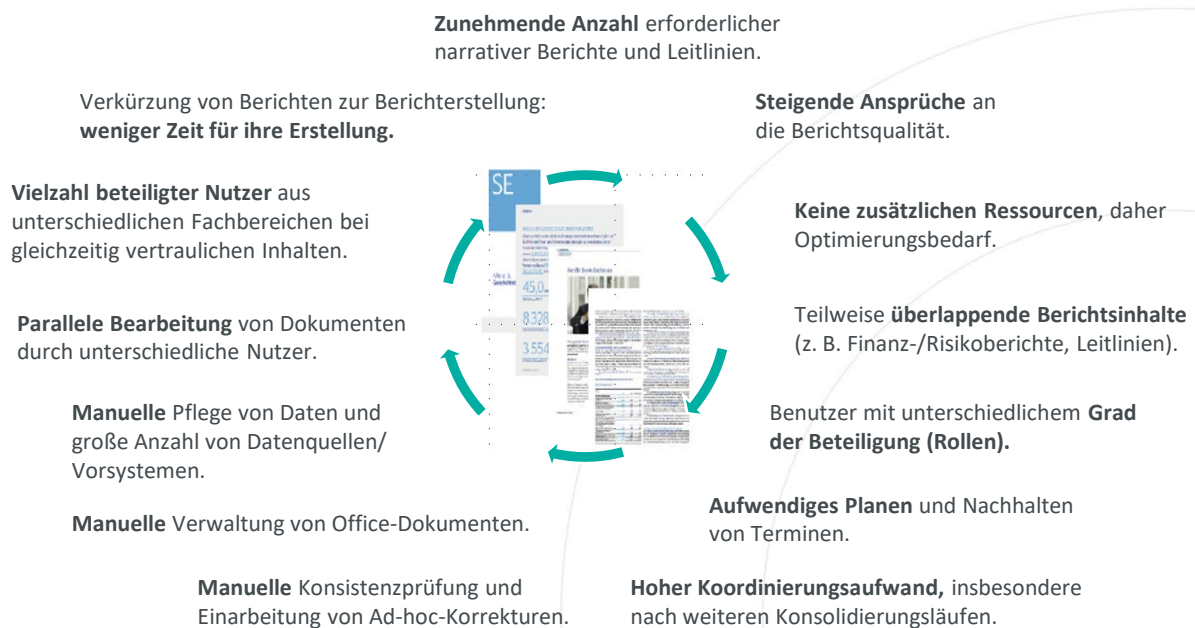 Zunehmende Anzahl erforderlicher
narrativer Berichte und Leitlinien.
Verkürzung von Berichten zur Berichterstellung:
weniger Zeit für ihre Erstellung.
Steigende Ansprüche an
die Berichtsqualität.
Vielzahl beteiligter Nutzer aus
unterschiedlichen Fachbereichen bei
gleichzeitig vertraulichen Inhalten.
Keine zusätzlichen Ressourcen, daher
Optimierungsbedarf.
Parallele Bearbeitung von Dokumenten
durch unterschiedliche Nutzer.
Teilweise überlappende Berichtsinhalte
(z. B. Finanz-/Risikoberichte, Leitlinien).
Manuelle Pflege von Daten und
große Anzahl von Datenquellen/
Vorsystemen.
Benutzer mit unterschiedlichem Grad
der Beteiligung (Rollen).
Manuelle Verwaltung von Office-Dokumenten.
Aufwendiges Planen und Nachhalten
von Terminen.
Manuelle Konsistenzprüfung und
Einarbeitung von Ad-hoc-Korrekturen.
Hoher Koordinierungsaufwand, insbesondere
nach weiteren Konsolidierungsläufen.
SE
45,0
8 328
3 554